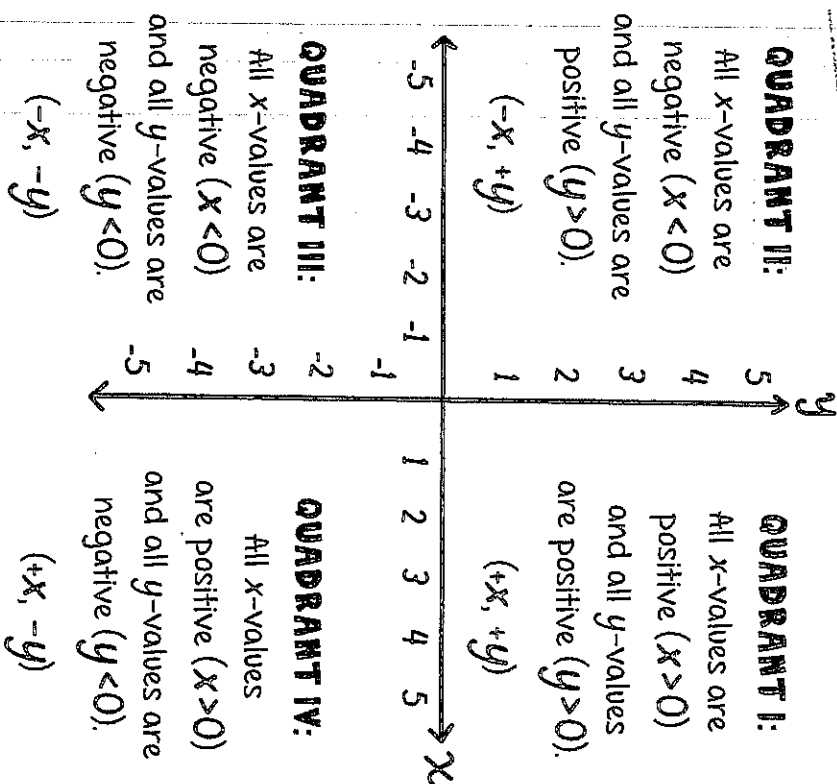 y
QUADRANT II:
All x-values are
negative (x<0)
and all y-values are
positive (y>0).
(-x, +y)
QUADRANT I:
All x-values are
positive (x>0)
and all y-values
are positive (y>0).
(+x, +y)
5
4
3
2
1
-5 -4 -3 -2 -1 1 2 3 4 5 x
-1
-2
-3
-4
-5
QUADRANT III:
All x-values are
negative (x<0)
and all y-values are
negative (y<0).
(-x, -y)
QUADRANT IV:
All x-values
are positive (x>0)
and all y-values are
negative (y<0).
(+x, -y)